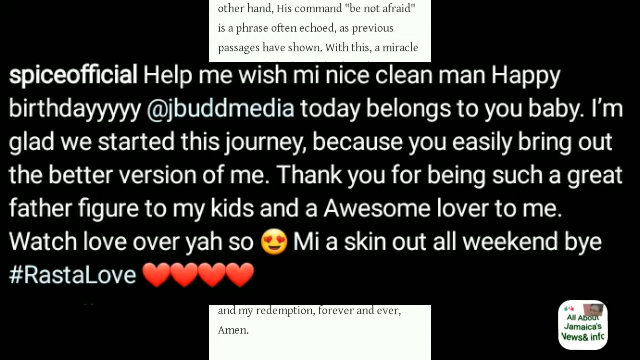 other hand, His command "be not afraid"
is a phrase often echoed, as previous
passages have shown. With this, a miracle
spiceofficial Help me wish mi nice clean man Happy
birthdayyyyy @jbuddmedia today belongs to you baby. I’m
glad we started this journey, because you easily bring out
the better version of me. Thank you for being such a great
father figure to my kids and a Awesome lover to me.
Watch love over yah so 😍 Mi a skin out all weekend bye
#RastaLove ❤️❤️❤️❤️
and my redemption, forever and ever,
Amen.
All About
Jamaica's
News& info